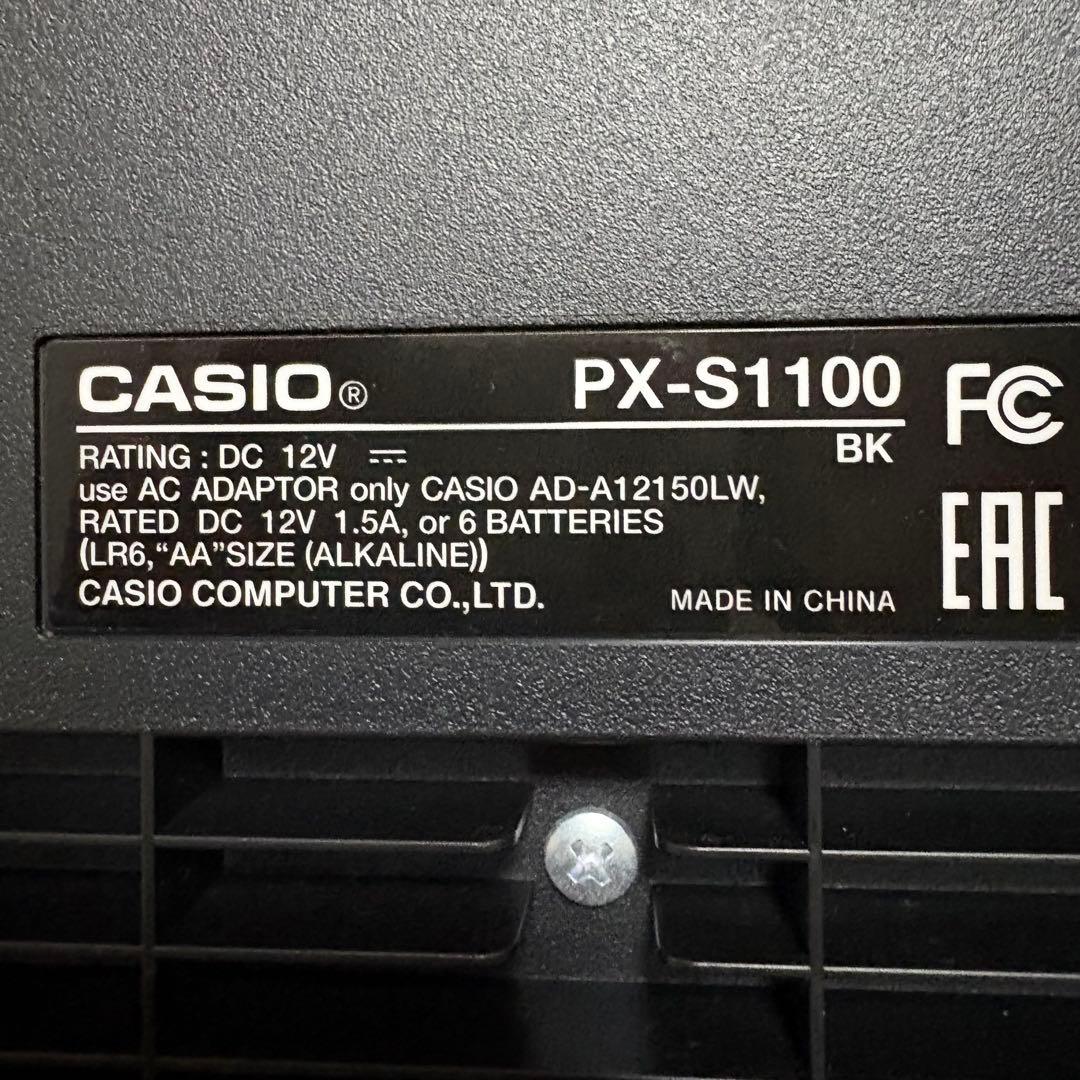 CASIO® PX-S1100 FC
BK
RATING : DC 12V ⎓
use AC ADAPTOR only CASIO AD-A12150LW,
RATED DC 12V 1.5A, or 6 BATTERIES
(LR6,“AA”SIZE (ALKALINE))
CASIO COMPUTER CO.,LTD. MADE IN CHINA
EAC